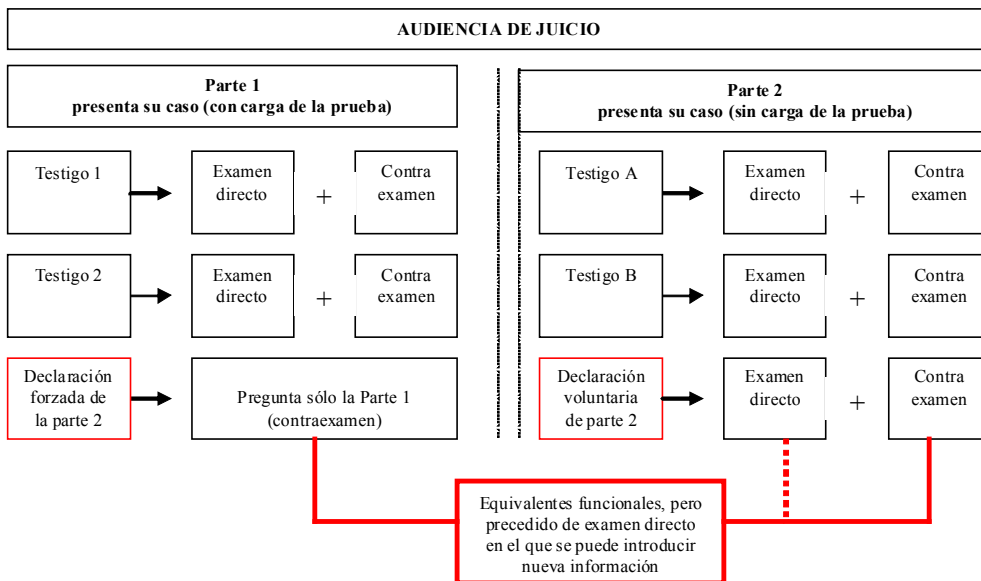 AUDIENCIA DE JUICIO
Parte 1
presenta su caso (con carga de la prueba)
Parte 2
presenta su caso (sin carga de la prueba)
Testigo 1
Examen
directo
+
Contra
examen
Testigo A
Examen
directo
+
Contra
examen
Testigo 2
Examen
directo
+
Contra
examen
Testigo B
Examen
directo
+
Contra
examen
Declaración
forzada de
la parte 2
Pregunta sólo la Parte 1
(contraexamen)
Declaración
voluntaria
de parte 2
Examen
directo
+
Contra
examen
Equivalentes funcionales, pero
precedido de examen directo
en el que se puede introducir
nueva información